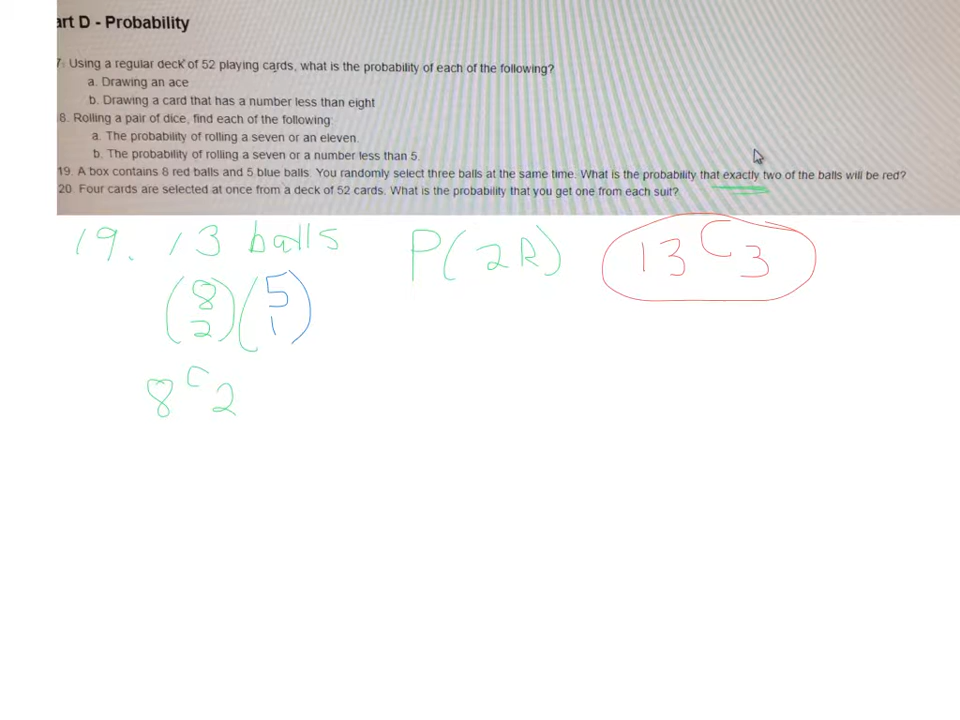 art D - Probability
7. Using a regular deck of 52 playing cards, what is the probability of each of the following?
a. Drawing an ace
b. Drawing a card that has a number less than eight
8. Rolling a pair of dice, find each of the following:
a. The probability of rolling a seven or an eleven.
b. The probability of rolling a seven or a number less than 5.
19. A box contains 8 red balls and 5 blue balls. You randomly select three balls at the same time. What is the probability that exactly two of the balls will be red?
20. Four cards are selected at once from a deck of 52 cards. What is the probability that you get one from each suit?
19. 13 balls P(2R) 13 C 3
(8 2)(5 1)
8 C 2